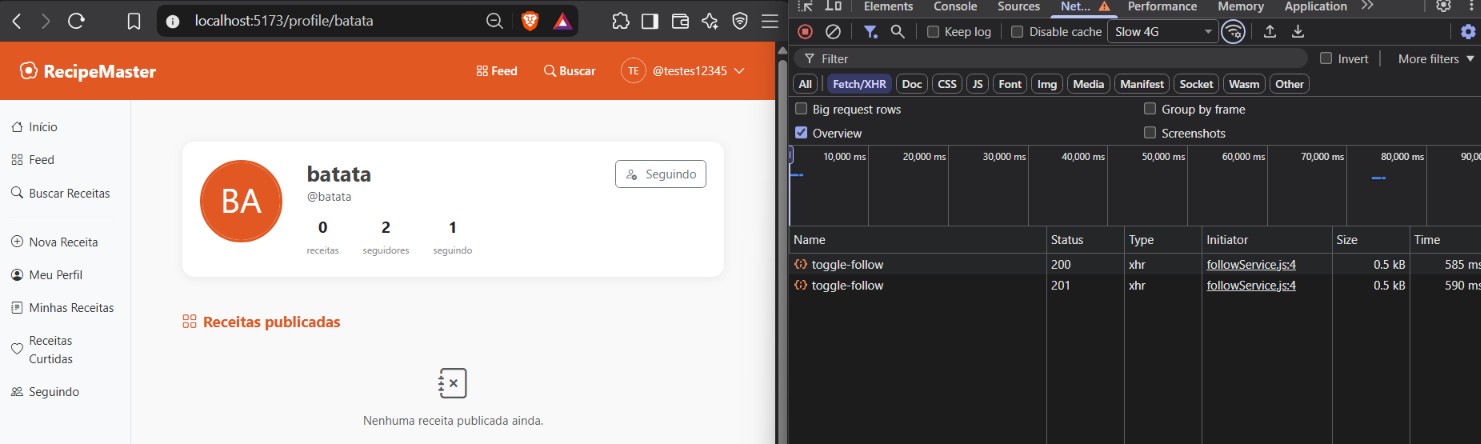 localhost:5173/profile/batata
RecipeMaster
Feed
Buscar
TE
@testes12345
Início
Feed
Buscar Receitas
Nova Receita
Meu Perfil
Minhas Receitas
Receitas
Curtidas
Seguindo
BA
batata
@batata
Seguindo
0 2 1
receitas seguidores seguindo
Receitas publicadas
Nenhuma receita publicada ainda.
Elements Console Sources Net... Performance Memory Application
Keep log Disable cache Slow 4G
Filter Invert More filters
All Fetch/XHR Doc CSS JS Font Img Media Manifest Socket Wasm Other
Big request rows Group by frame
Overview Screenshots
10,000 ms 20,000 ms 30,000 ms 40,000 ms 50,000 ms 60,000 ms 70,000 ms 80,000 ms 90,00
Name Status Type Initiator Size Time
toggle-follow 200 xhr followService.js:4 0.5 kB 585 ms
toggle-follow 201 xhr followService.js:4 0.5 kB 590 ms